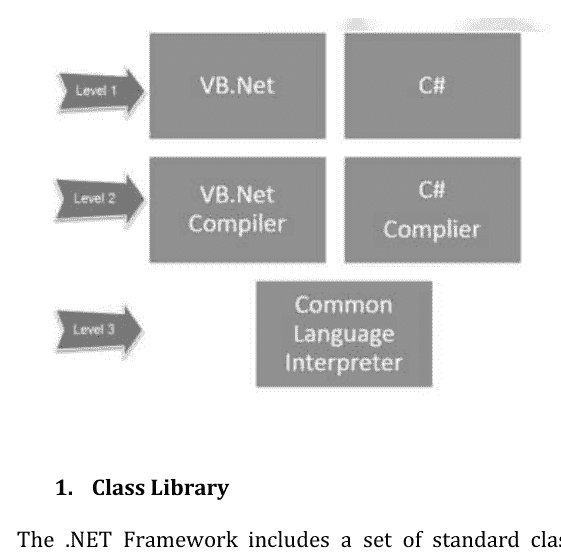 Level 1
VB.Net
C#
Level 2
VB.Net
Compiler
C#
Complier
Level 3
Common
Language
Interpreter
1. Class Library
The .NET Framework includes a set of standard clas